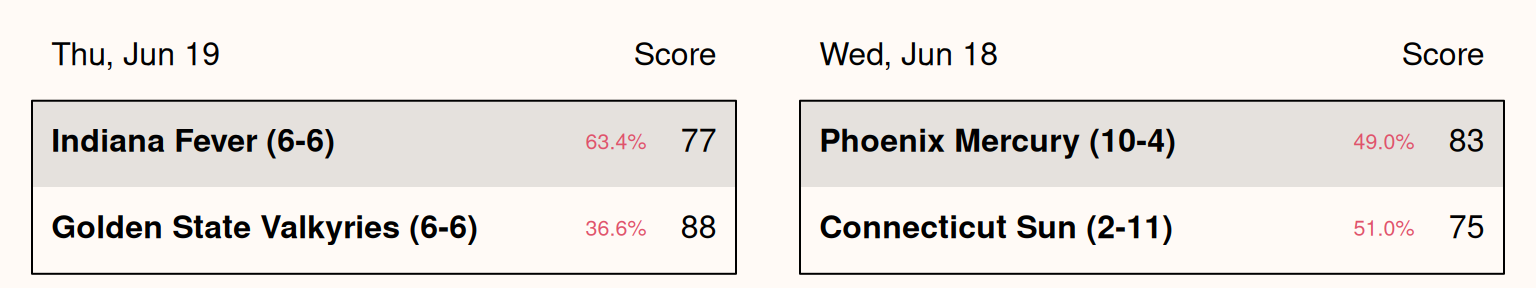 Thu, Jun 19 Score
Indiana Fever (6-6) 63.4% 77
Golden State Valkyries (6-6) 36.6% 88
Wed, Jun 18 Score
Phoenix Mercury (10-4) 49.0% 83
Connecticut Sun (2-11) 51.0% 75